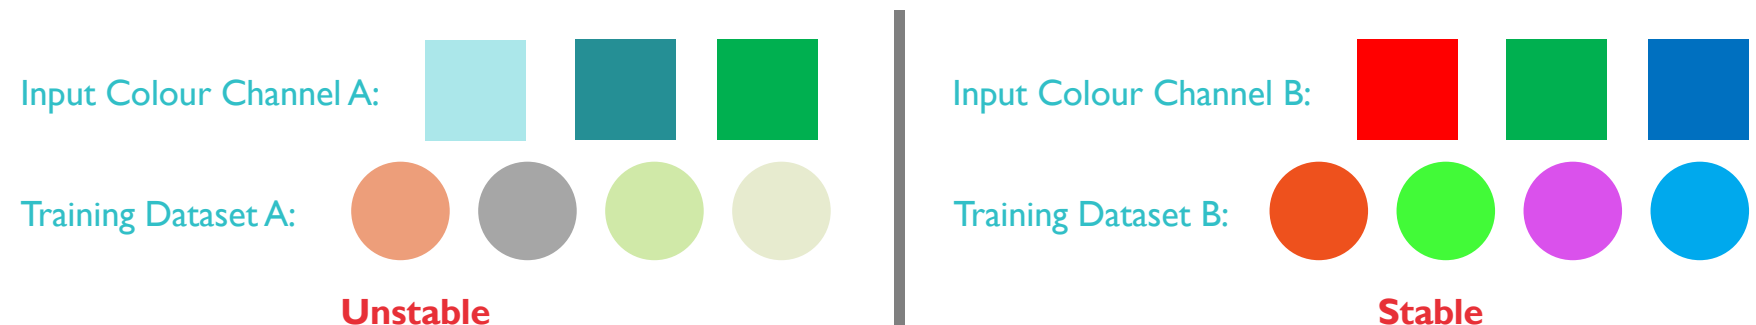 Input Colour Channel A:
Training Dataset A:
Unstable
Input Colour Channel B:
Training Dataset B:
Stable